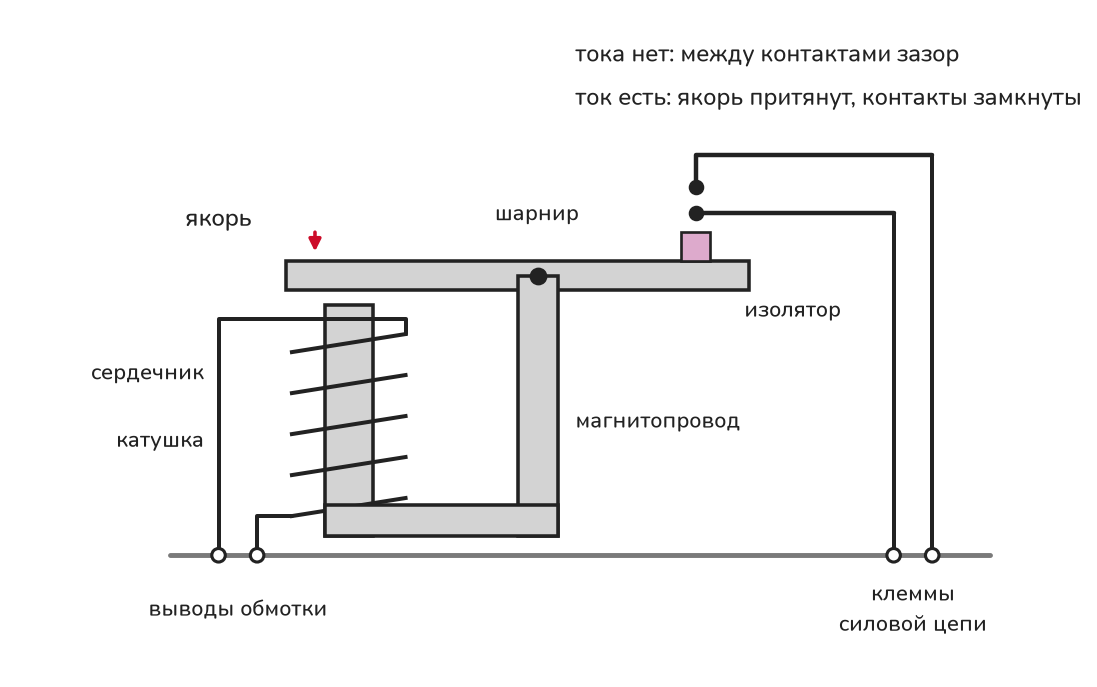 тока нет: между контактами зазор
ток есть: якорь притянут, контакты замкнуты
якорь
шарнир
изолятор
сердечник
катушка
магнитопровод
выводы обмотки
клеммы
силовой цепи